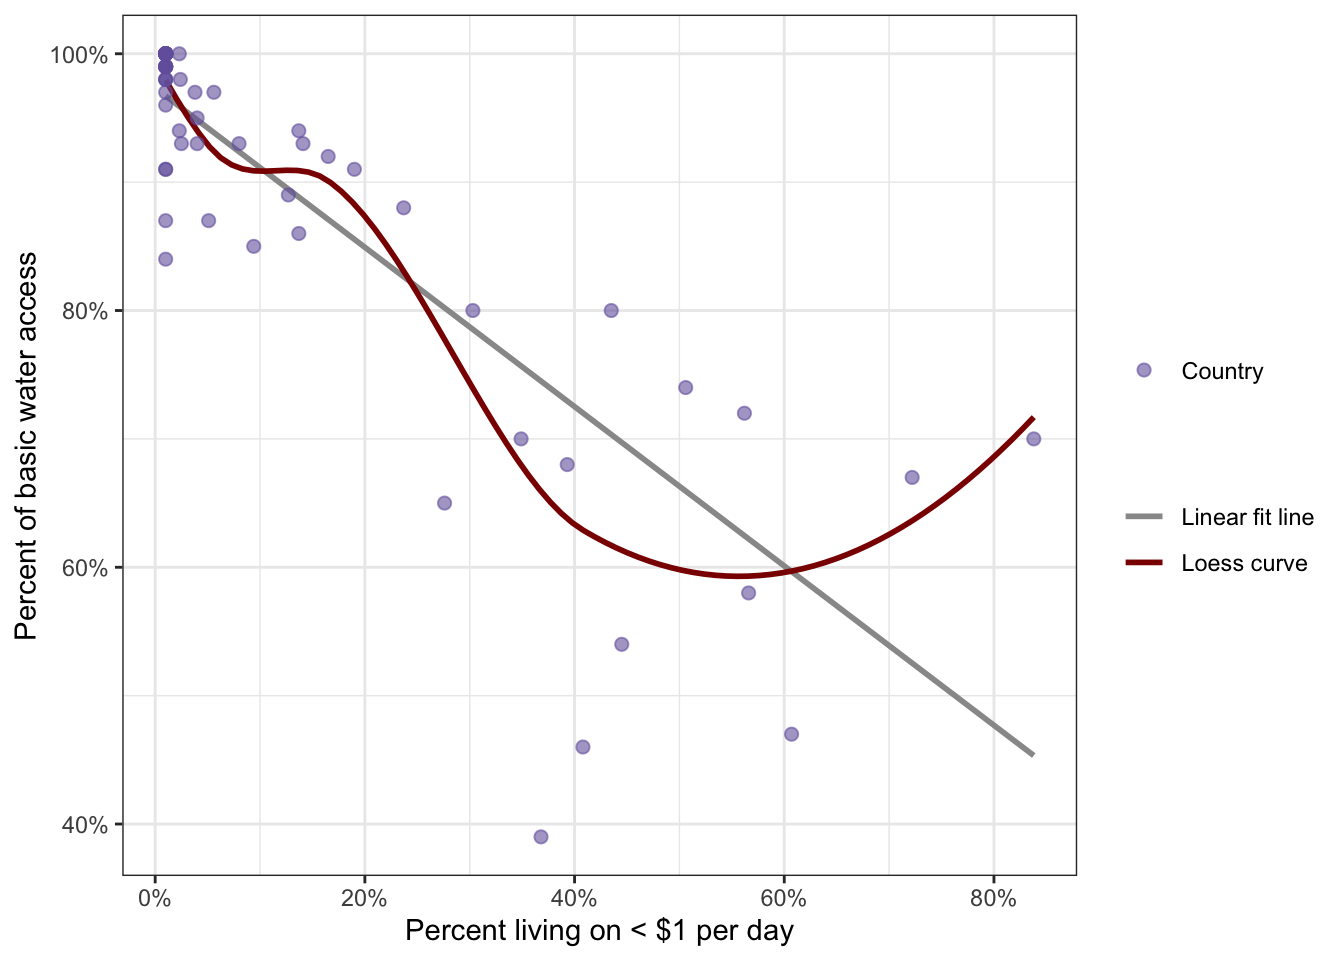 Percent of basic water access
100%
80%
60%
40%
0%
20%
40%
60%
80%
Percent living on < $1 per day
Country
Linear fit line
Loess curve